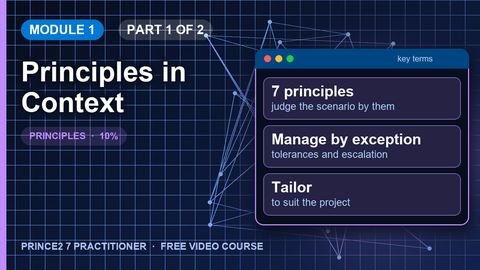 MODULE 1
PART 1 OF 2
Principles in
Context
PRINCIPLES · 10%
key terms
7 principles
judge the scenario by them
Manage by exception
tolerances and escalation
Tailor
to suit the project
PRINCE2 7 PRACTITIONER · FREE VIDEO COURSE